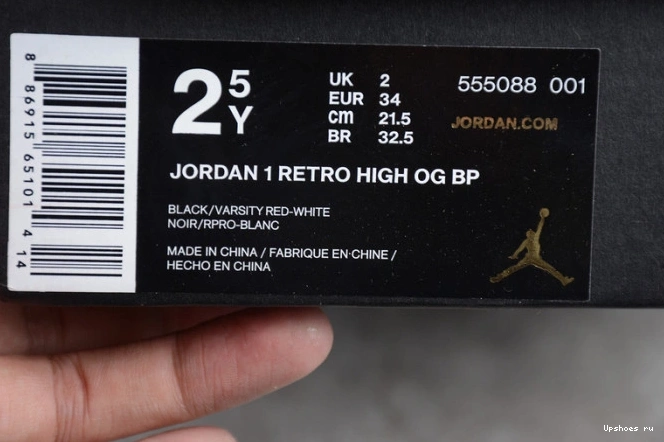 8 86915 65101 4 14
2 5 Y
UK 2
EUR 34
cm 21.5
BR 32.5
555088 001
JORDAN.COM
JORDAN 1 RETRO HIGH OG BP
BLACK/VARSITY RED-WHITE
NOIR/RPRO-BLANC
MADE IN CHINA / FABRIQUE EN·CHINE /
HECHO EN CHINA
Upshoes ru